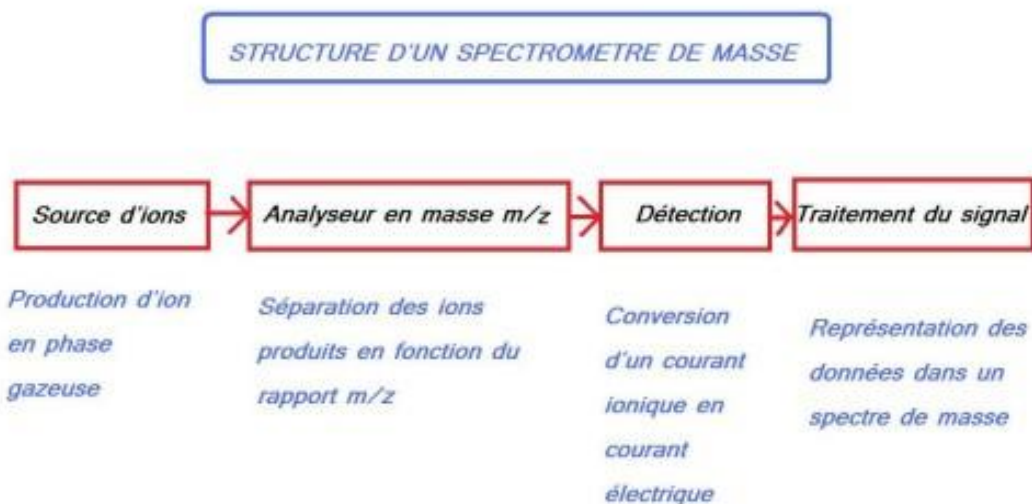 STRUCTURE D'UN SPECTROMETRE DE MASSE
Source d'ions
Analyseur en masse m/z
Détection
Traitement du signal
Production d'ion
en phase
gazeuse
Séparation des ions
produits en fonction du
rapport m/z
Conversion
d'un courant
ionique en
courant
électrique
Représentation des
données dans un
spectre de masse